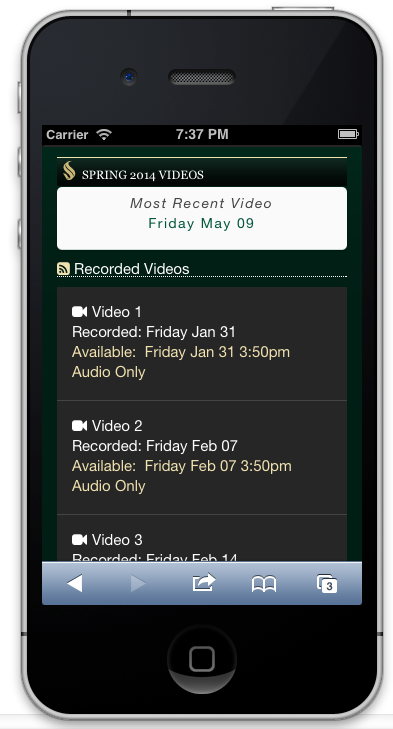 Carrier 7:37 PM
SPRING 2014 VIDEOS
Most Recent Video
Friday May 09
Recorded Videos
Video 1
Recorded: Friday Jan 31
Available: Friday Jan 31 3:50pm
Audio Only
Video 2
Recorded: Friday Feb 07
Available: Friday Feb 07 3:50pm
Audio Only
Video 3
Recorded: Friday Feb 14
3